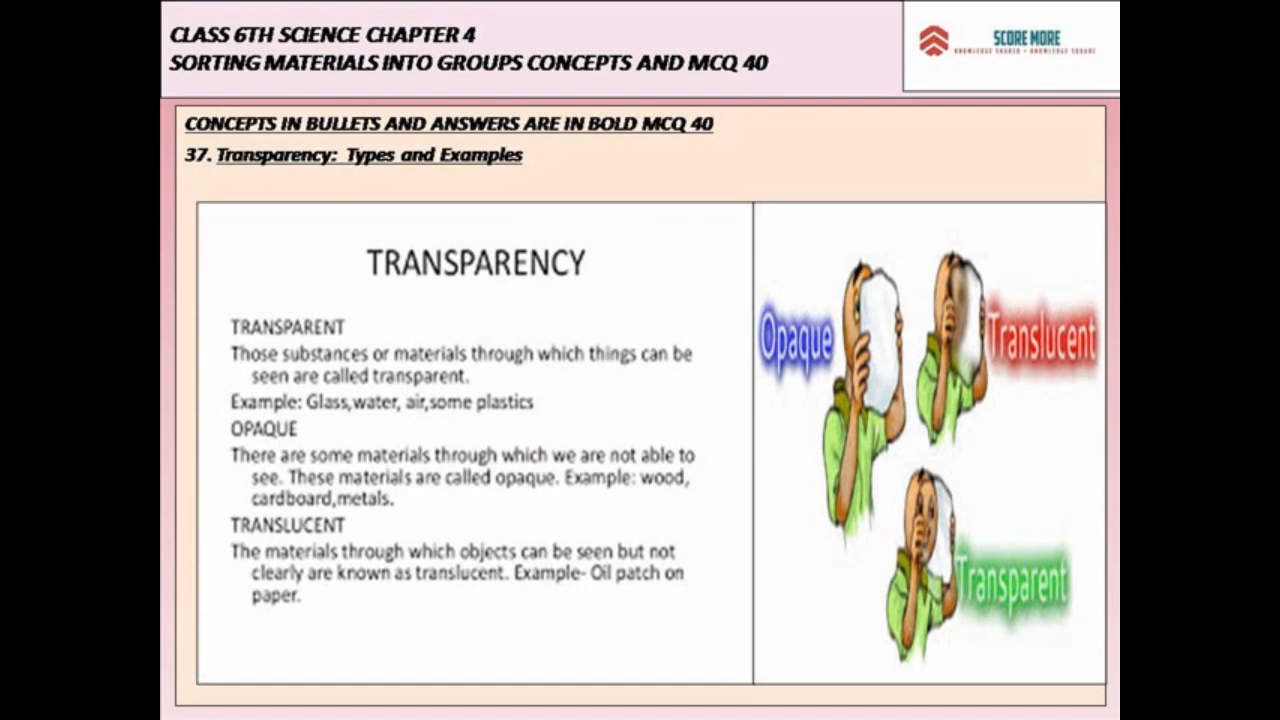 CLASS 6TH SCIENCE CHAPTER 4
SORTING MATERIALS INTO GROUPS CONCEPTS AND MCQ 40
SCORE MORE
KNOWLEDGE SHARED • KNOWLEDGE SQUARE
CONCEPTS IN BULLETS AND ANSWERS ARE IN BOLD MCQ 40
37. Transparency: Types and Examples
TRANSPARENCY
TRANSPARENT
Those substances or materials through which things can be
seen are called transparent.
Example: Glass,water, air,some plastics
OPAQUE
There are some materials through which we are not able to
see. These materials are called opaque. Example: wood,
cardboard,metals.
TRANSLUCENT
The materials through which objects can be seen but not
clearly are known as translucent. Example- Oil patch on
paper.
Opaque
Translucent
Transparent